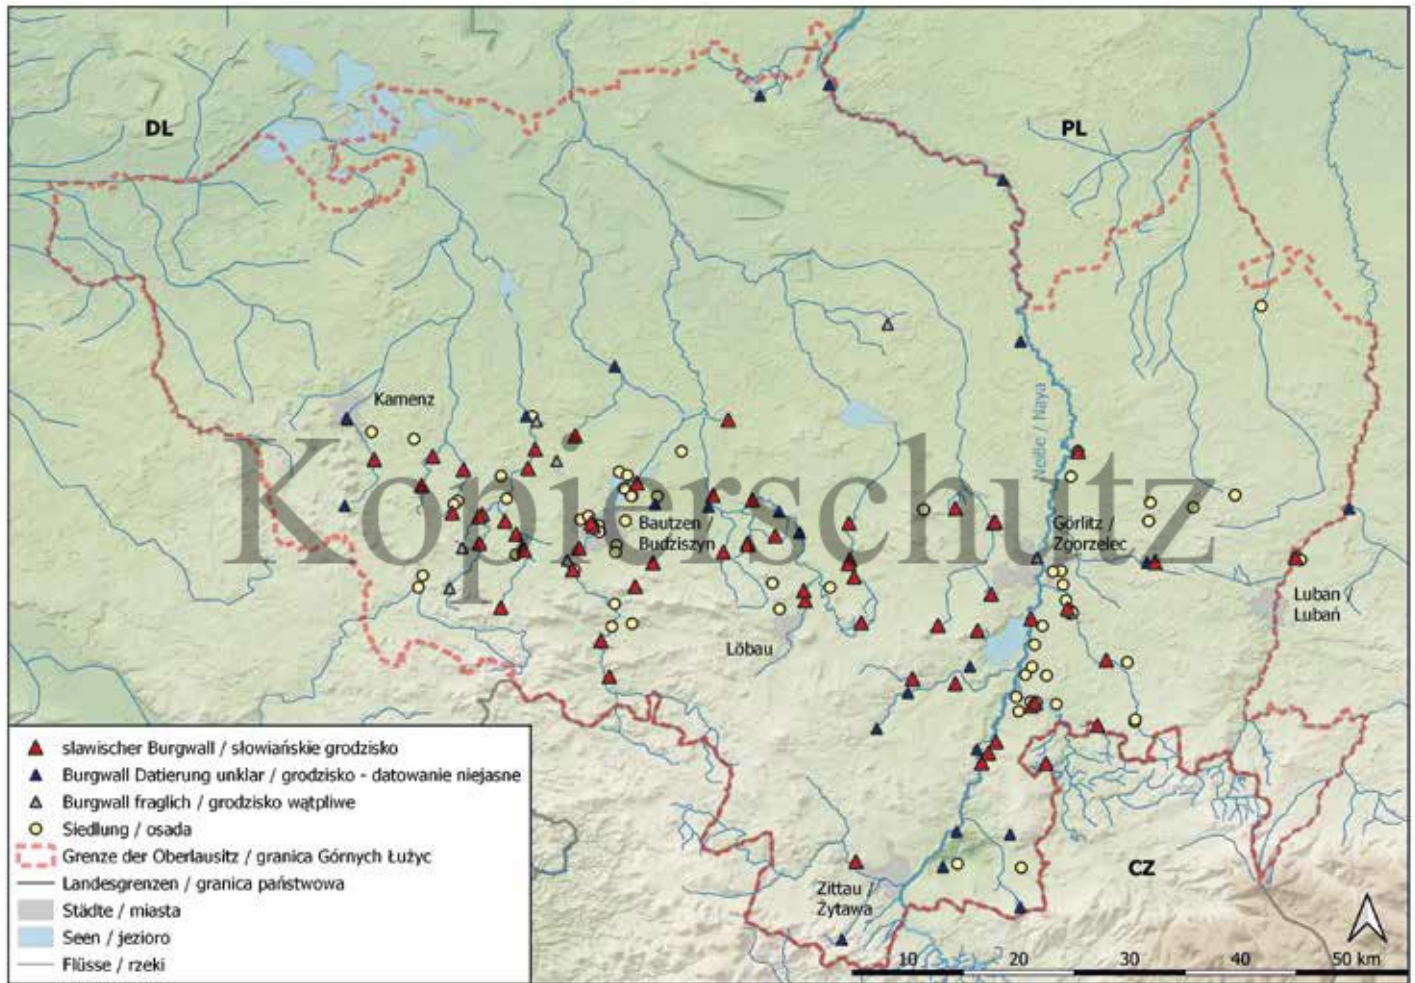 DL
PL
Kamenz
Neiße / Naya
Kopierschutz
Bautzen /
Budziszyn
Görlitz /
Zgorzelec
Luban /
Lubań
Löbau
slawischer Burgwall / słowiańskie grodzisko
Burgwall Datierung unklar / grodzisko - datowanie niejasne
Burgwall fraglich / grodzisko wątpliwe
Siedlung / osada
Grenze der Oberlausitz / granica Górnych Łużyc
Landesgrenzen / granica państwowa
Städte / miasta
Seen / jezioro
Flüsse / rzeki
CZ
Zittau /
Zytawa
10 20 30 40 50 km